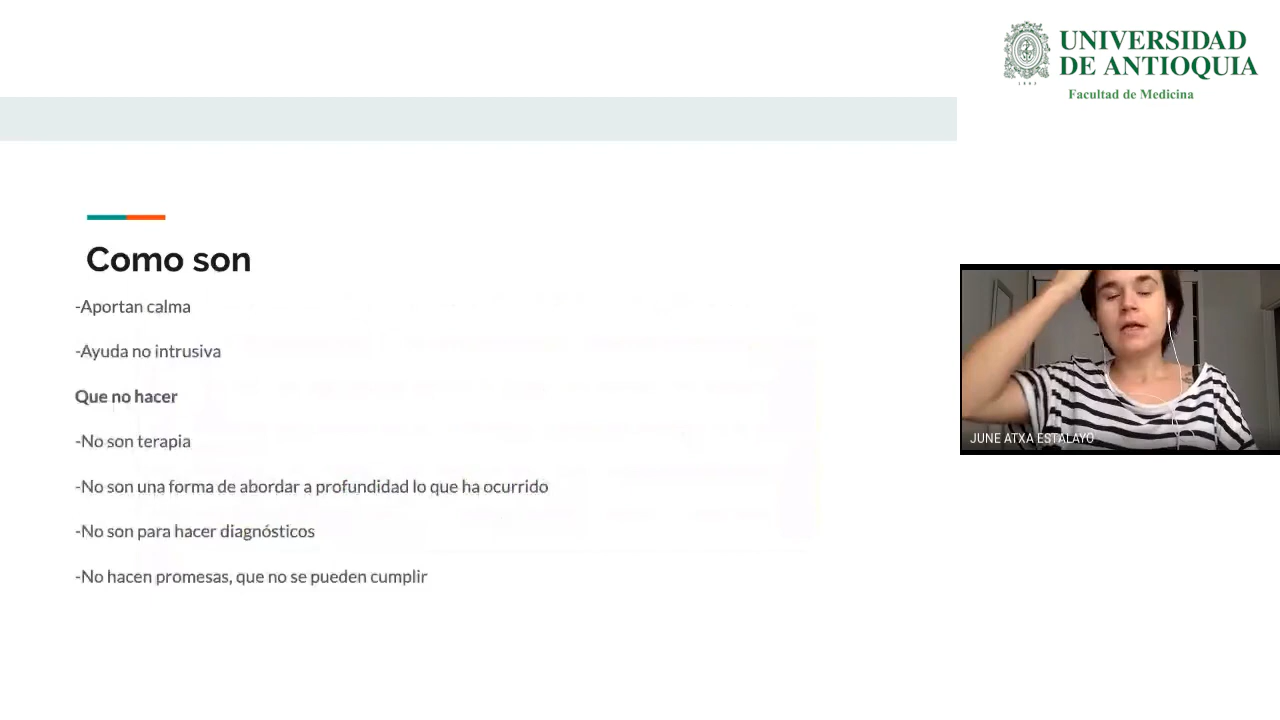 UNIVERSIDAD
DE ANTIOQUIA
1803
Facultad de Medicina
Como son
-Aportan calma
-Ayuda no intrusiva
Que no hacer
-No son terapia
-No son una forma de abordar a profundidad lo que ha ocurrido
-No son para hacer diagnósticos
-No hacen promesas, que no se pueden cumplir
JUNE ATXA ESTALAYO